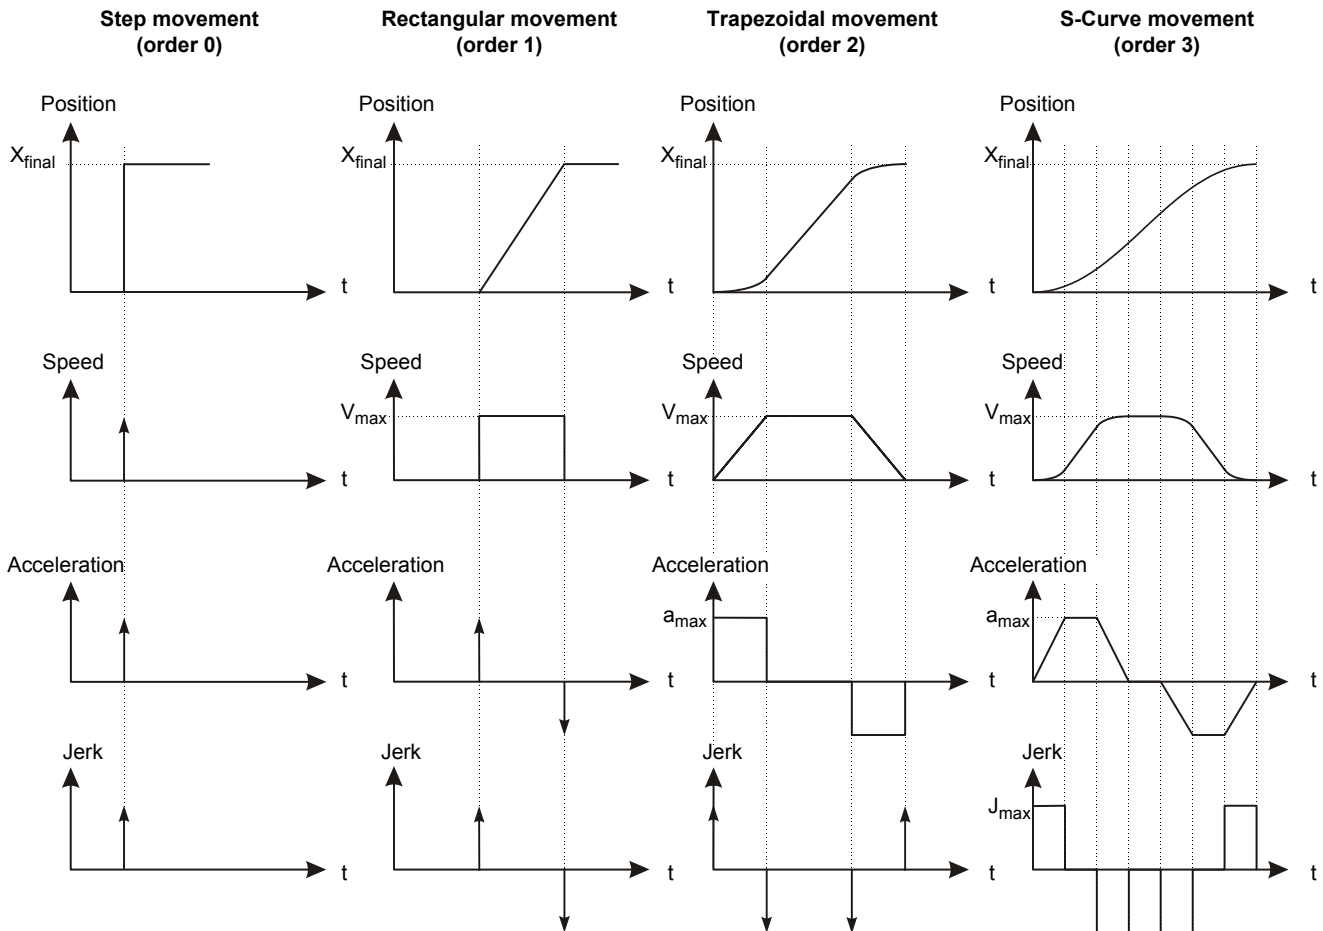 Step movement
(order 0)
Rectangular movement
(order 1)
Trapezoidal movement
(order 2)
S-Curve movement
(order 3)
Position
Position
Position
Position
Xfinal
Xfinal
Xfinal
Xfinal
t
t
t
t
Speed
Speed
Speed
Speed
Vmax
Vmax
Vmax
t
t
t
t
Acceleration
Acceleration
Acceleration
Acceleration
amax
amax
t
t
t
t
Jerk
Jerk
Jerk
Jerk
Jmax
t
t
t
t